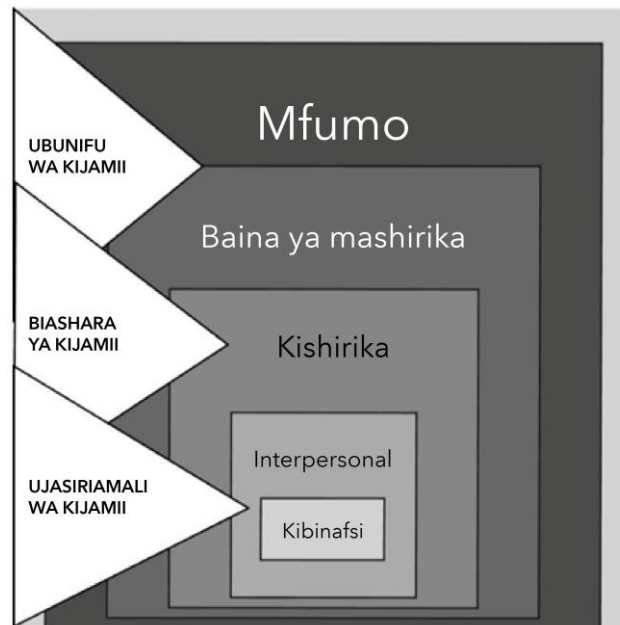 Mfumo
UBUNIFU
WA KIJAMII
Baina ya mashirika
BIASHARA
YA KIJAMII
Kishirika
Interpersonal
UJASIRIAMALI
WA KIJAMII
Kibinafsi